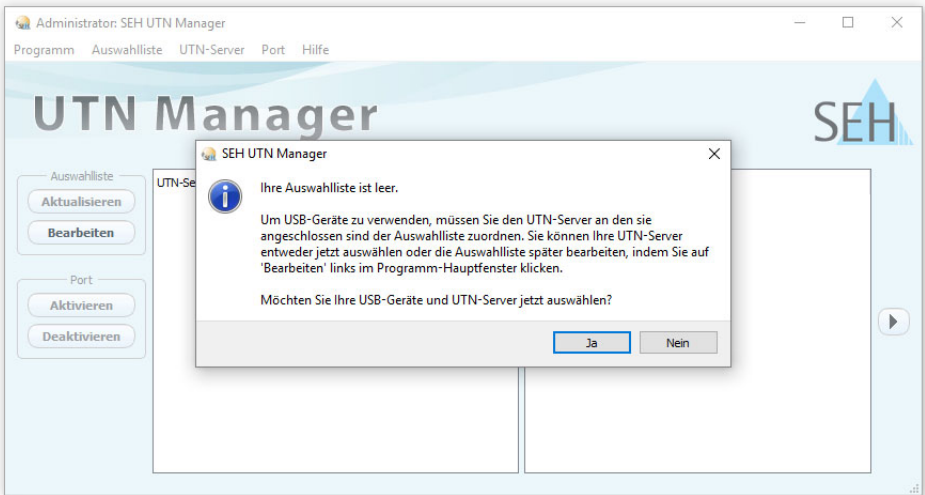 Administrator: SEH UTN Manager
Programm Auswahlliste UTN-Server Port Hilfe
UTN Manager
SEH
SEH UTN Manager
Auswahlliste
Aktualisieren
Bearbeiten
Port
Aktivieren
Deaktivieren
UTN-Se
Ihre Auswahlliste ist leer.
Um USB-Geräte zu verwenden, müssen Sie den UTN-Server an den sie
angeschlossen sind der Auswahlliste zuordnen. Sie können Ihre UTN-Server
entweder jetzt auswählen oder die Auswahlliste später bearbeiten, indem Sie auf
'Bearbeiten' links im Programm-Hauptfenster klicken.
Möchten Sie Ihre USB-Geräte und UTN-Server jetzt auswählen?
Ja
Nein